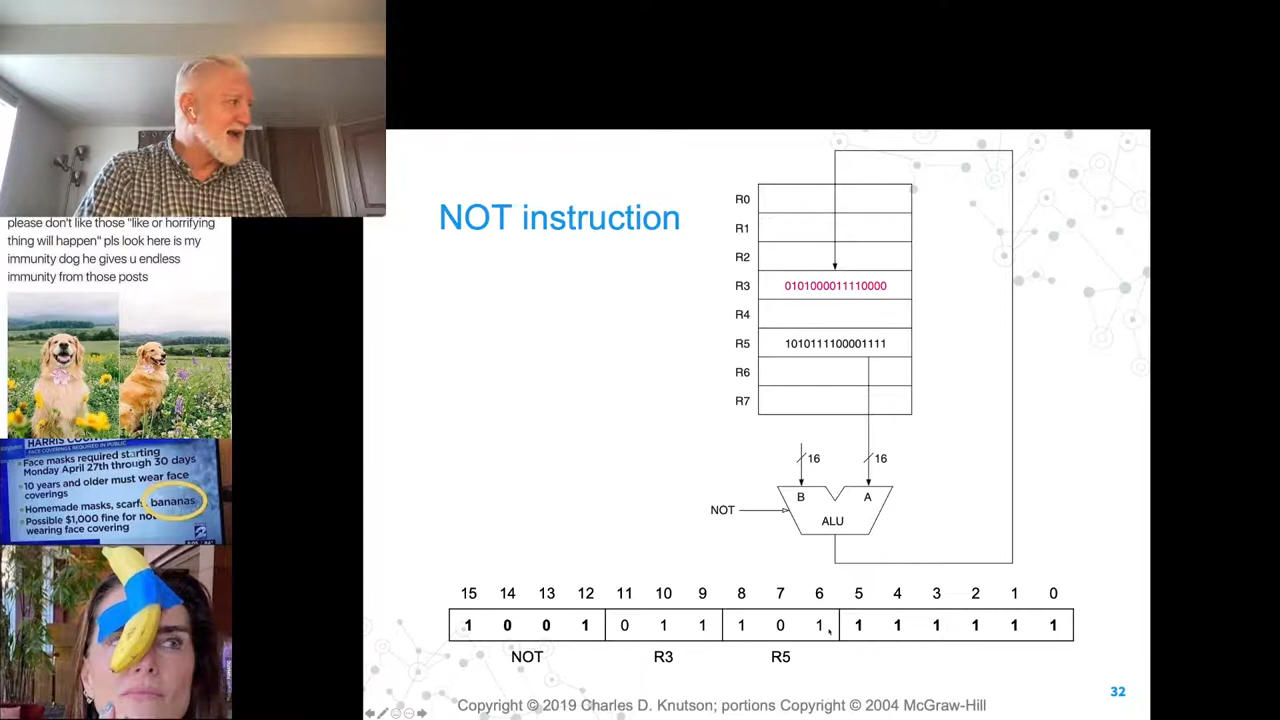 please don't like those "like or horrifying
thing will happen" pls look here is my
immunity dog he gives u endless
immunity from those posts
FACE COVERINGS REQUIRED IN PUBLIC
Face masks required starting
Monday April 27th through 30 days
10 years and older must wear face
coverings
Homemade masks, scarfs, bananas,
Possible $1,000 fine for not
wearing face covering
2
NOT instruction
R0
R1
R2
R3 0101000011110000
R4
R5 1010111100001111
R6
R7
16 16
B A
NOT
ALU
15 14 13 12 11 10 9 8 7 6 5 4 3 2 1 0
1 0 0 1 0 1 1 1 0 1 1 1 1 1 1 1
NOT R3 R5
32
Copyright © 2019 Charles D. Knutson; portions Copyright © 2004 McGraw-Hill